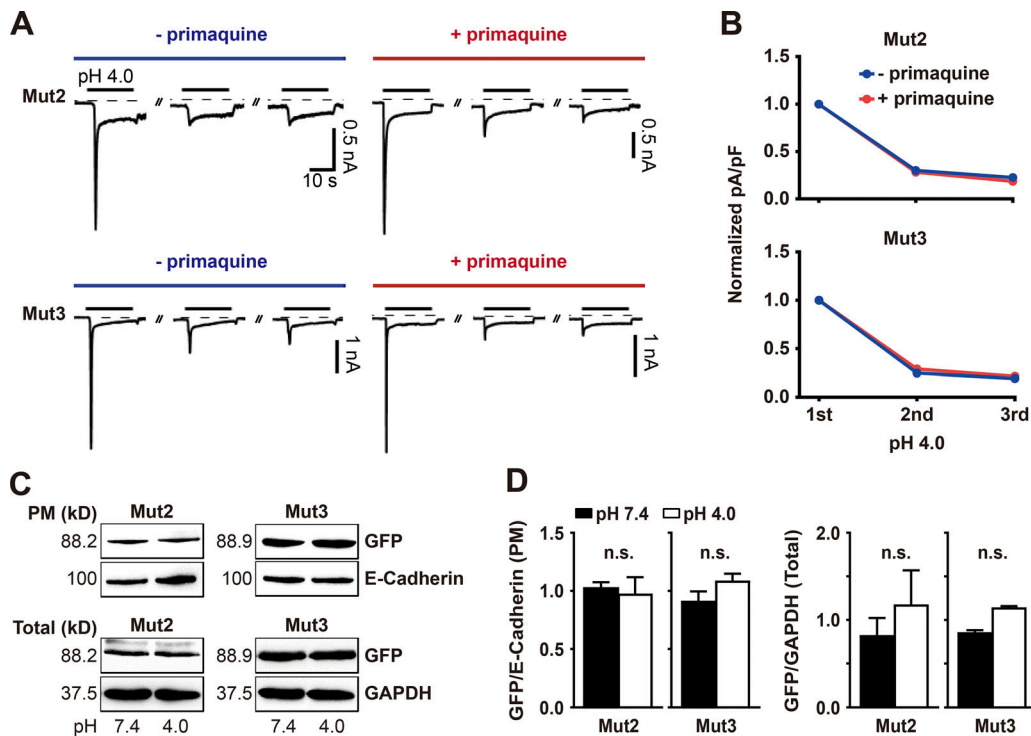 A
- primaquine
+ primaquine
pH 4.0
Mut2
//
//
//
//
0.5 nA
10 s
0.5 nA
- primaquine
+ primaquine
Mut3
//
//
//
//
1 nA
1 nA
B
Mut2
- primaquine
+ primaquine
1.0
0.5
0.0
Normalized pA/pF
Mut3
1.0
0.5
0.0
1st 2nd 3rd
pH 4.0
C
PM (kD) Mut2 Mut3
88.2 88.9 GFP
100 100 E-Cadherin
Total (kD) Mut2 Mut3
88.2 88.9 GFP
37.5 37.5 GAPDH
pH 7.4 4.0 7.4 4.0
D
pH 7.4 pH 4.0
GFP/E-Cadherin (PM)
1.5
1.0
0.5
0.0
n.s. n.s.
Mut2 Mut3
GFP/GAPDH (Total)
2.0
1.0
0.0
n.s. n.s.
Mut2 Mut3